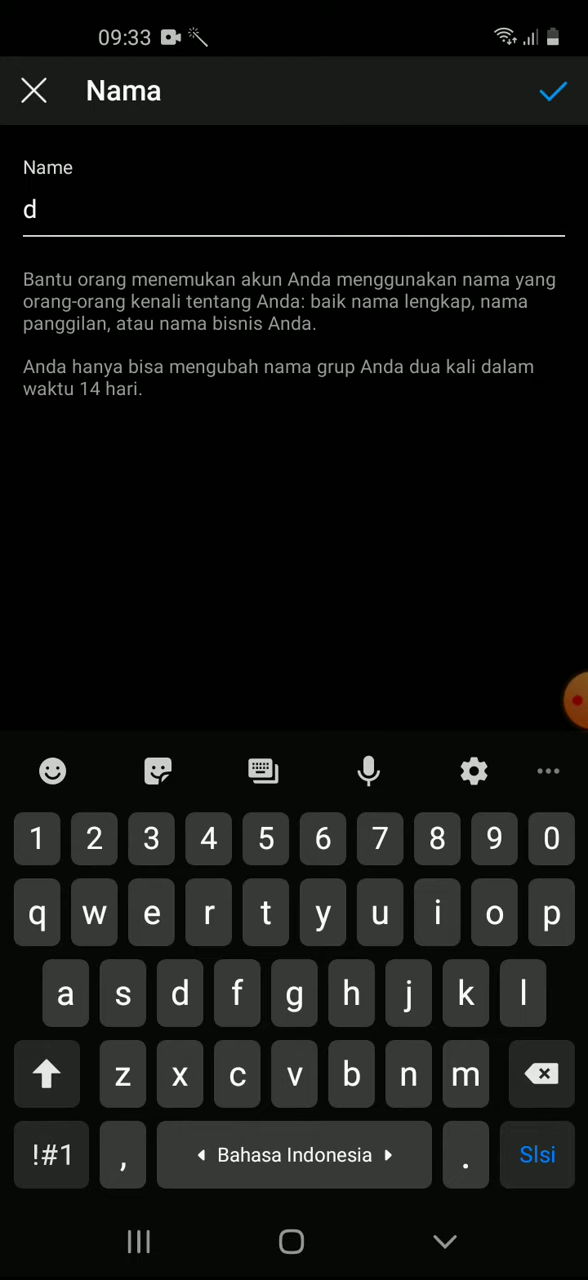 09:33
Nama
Name
d
Bantu orang menemukan akun Anda menggunakan nama yang
orang-orang kenali tentang Anda: baik nama lengkap, nama
panggilan, atau nama bisnis Anda.
Anda hanya bisa mengubah nama grup Anda dua kali dalam
waktu 14 hari.
1 2 3 4 5 6 7 8 9 0
q w e r t y u i o p
a s d f g h j k l
z x c v b n m
!#1 , Bahasa Indonesia . Slsi